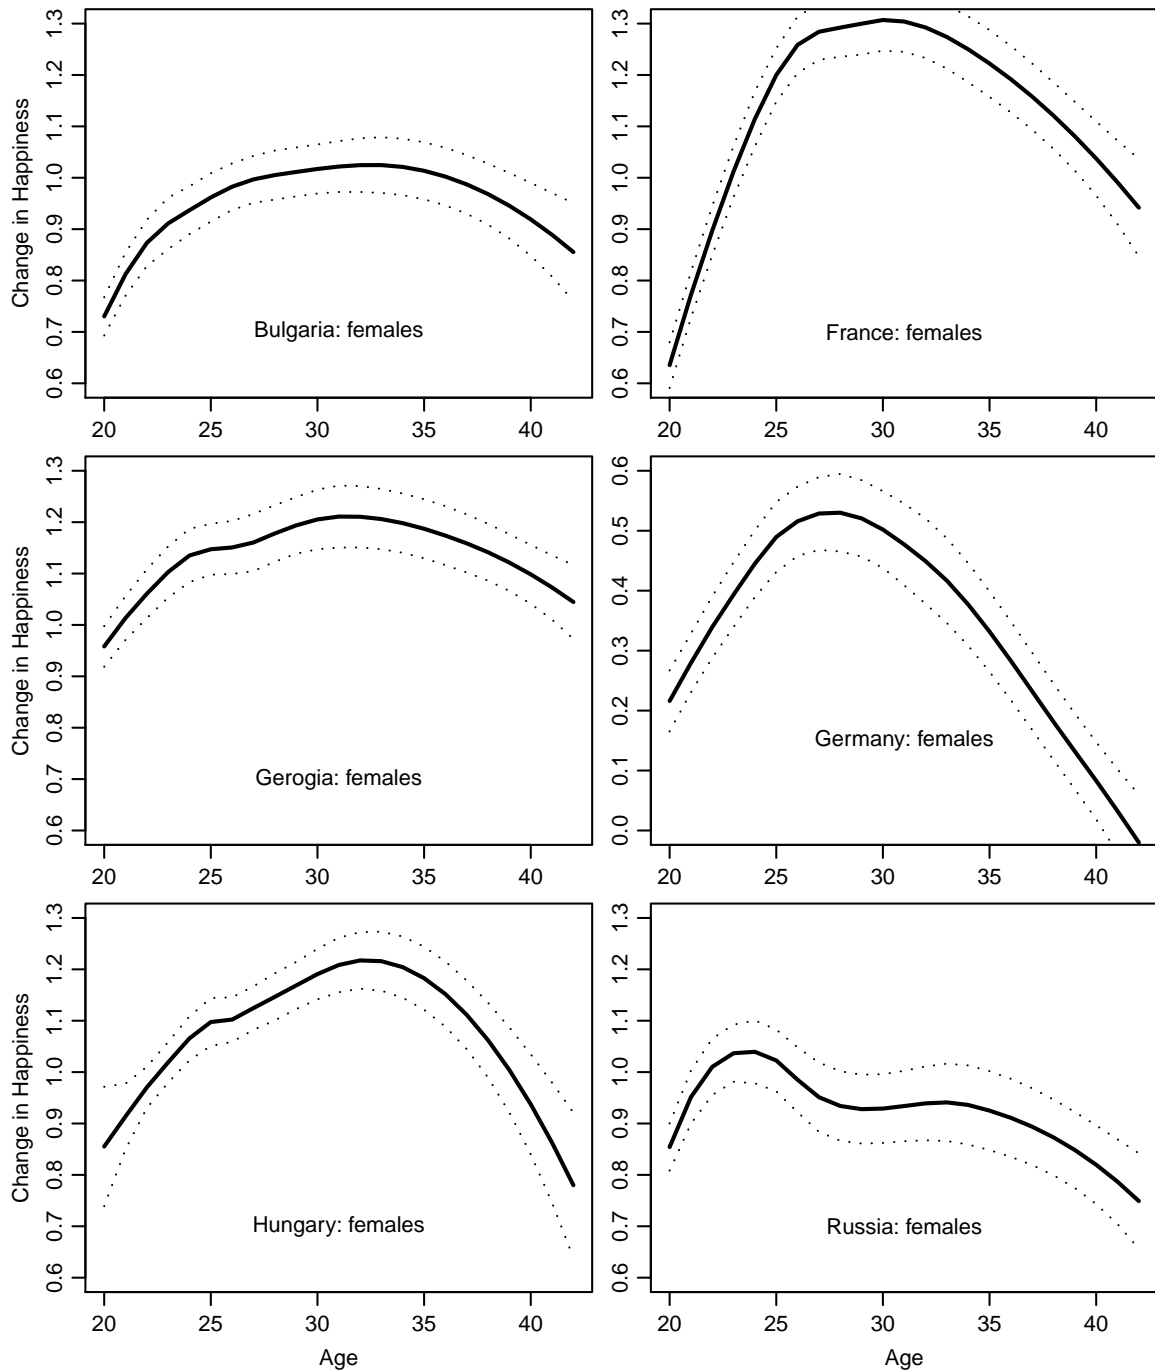 Change in Happiness
0.6 0.7 0.8 0.9 1.0 1.1 1.2 1.3
Bulgaria: females
20 25 30 35 40
0.6 0.7 0.8 0.9 1.0 1.1 1.2 1.3
France: females
20 25 30 35 40
Change in Happiness
0.6 0.7 0.8 0.9 1.0 1.1 1.2 1.3
Gerogia: females
20 25 30 35 40
0.0 0.1 0.2 0.3 0.4 0.5 0.6
Germany: females
20 25 30 35 40
Change in Happiness
0.6 0.7 0.8 0.9 1.0 1.1 1.2 1.3
Hungary: females
20 25 30 35 40
Age
0.6 0.7 0.8 0.9 1.0 1.1 1.2 1.3
Russia: females
20 25 30 35 40
Age